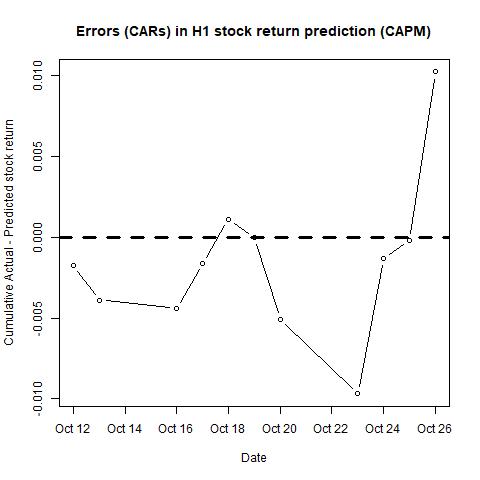 Errors (CARs) in H1 stock return prediction (CAPM)
Cumulative Actual - Predicted stock return
0.010
0.005
0.000
-0.005
-0.010
Oct 12 Oct 14 Oct 16 Oct 18 Oct 20 Oct 22 Oct 24 Oct 26
Date